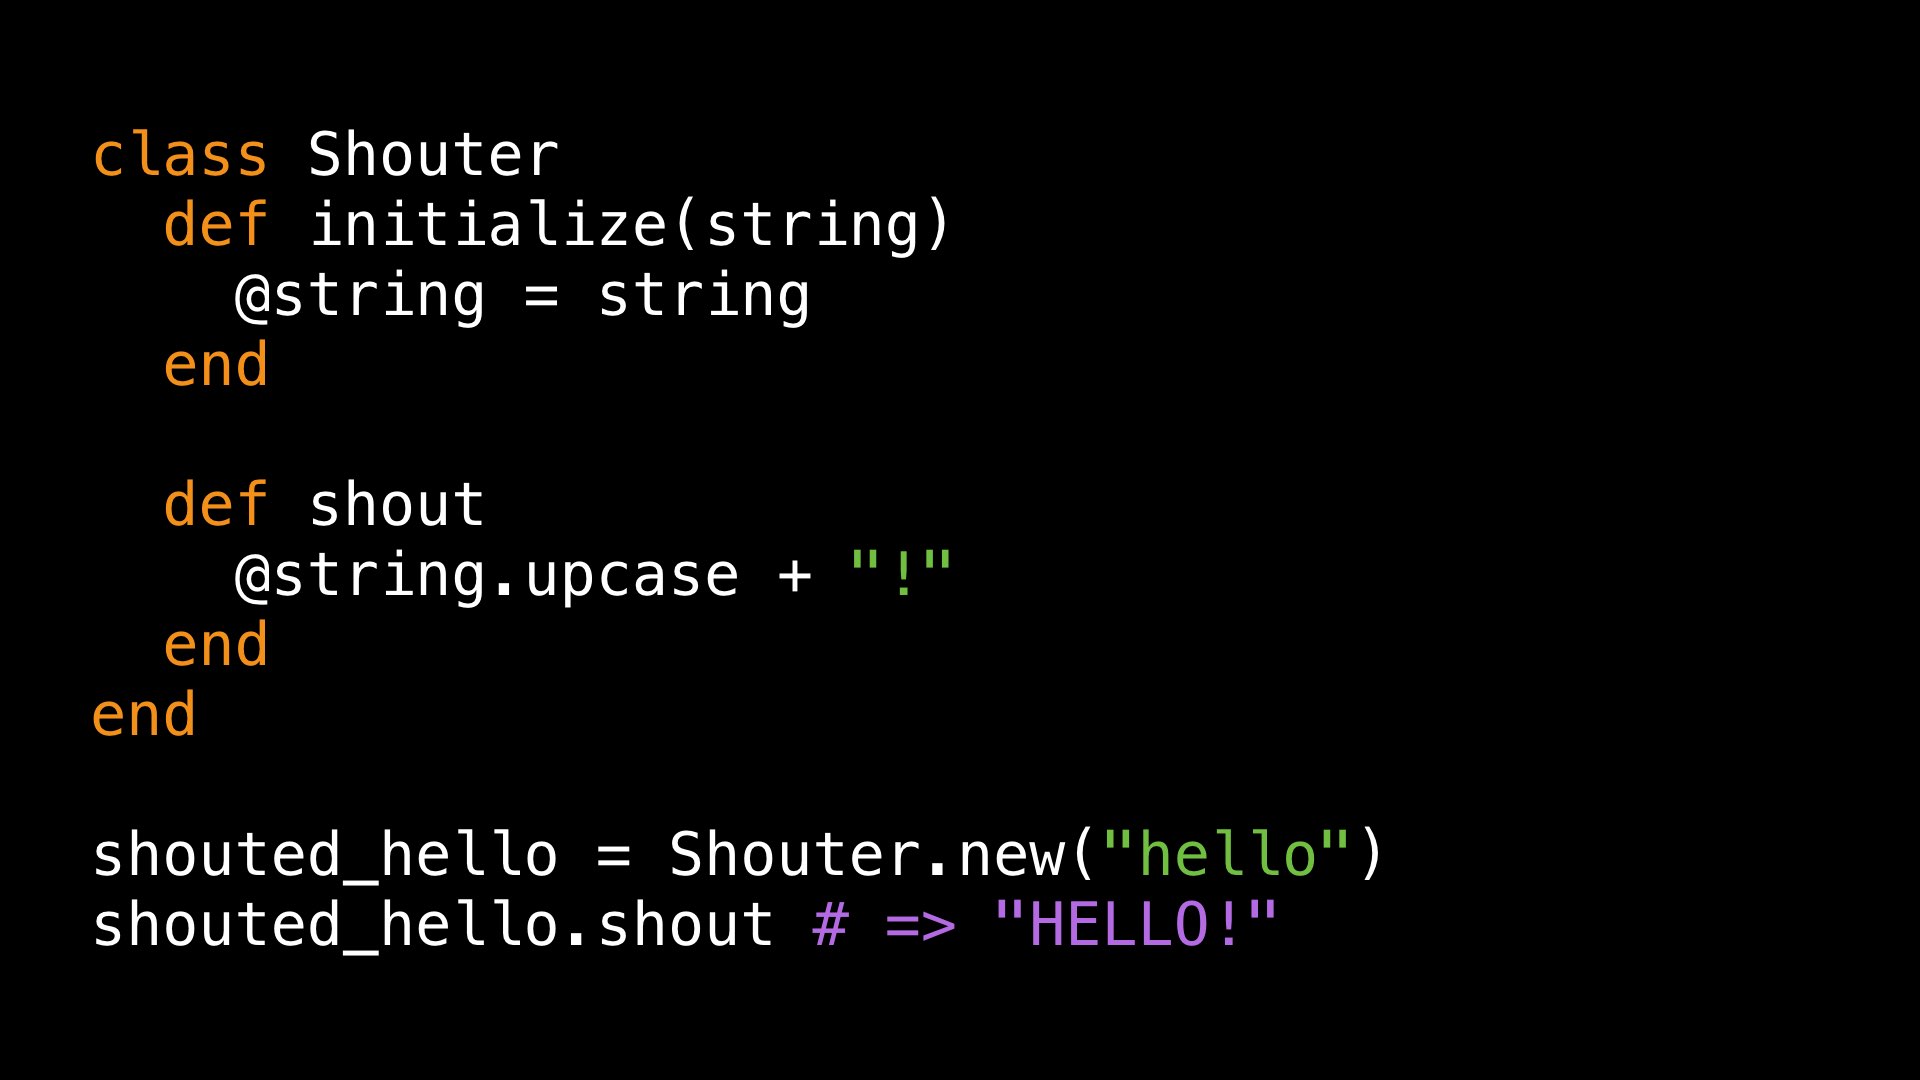 class Shouter
  def initialize(string)
    @string = string
  end

  def shout
    @string.upcase + "!"
  end
end

shouted_hello = Shouter.new("hello")
shouted_hello.shout # => "HELLO!"